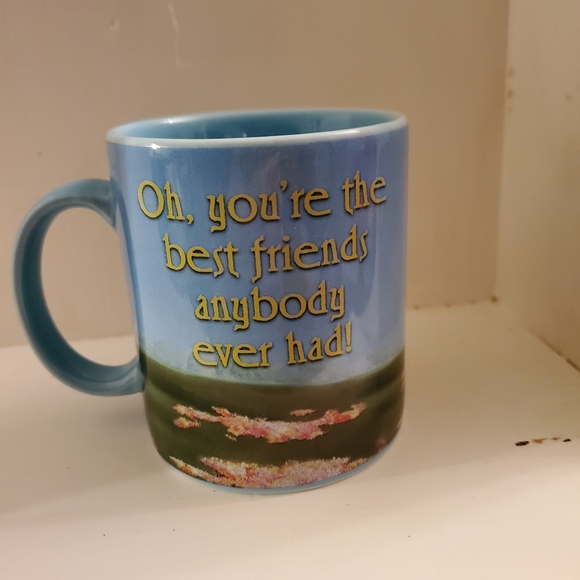 Oh, you're the
best friends
anybody
ever had!